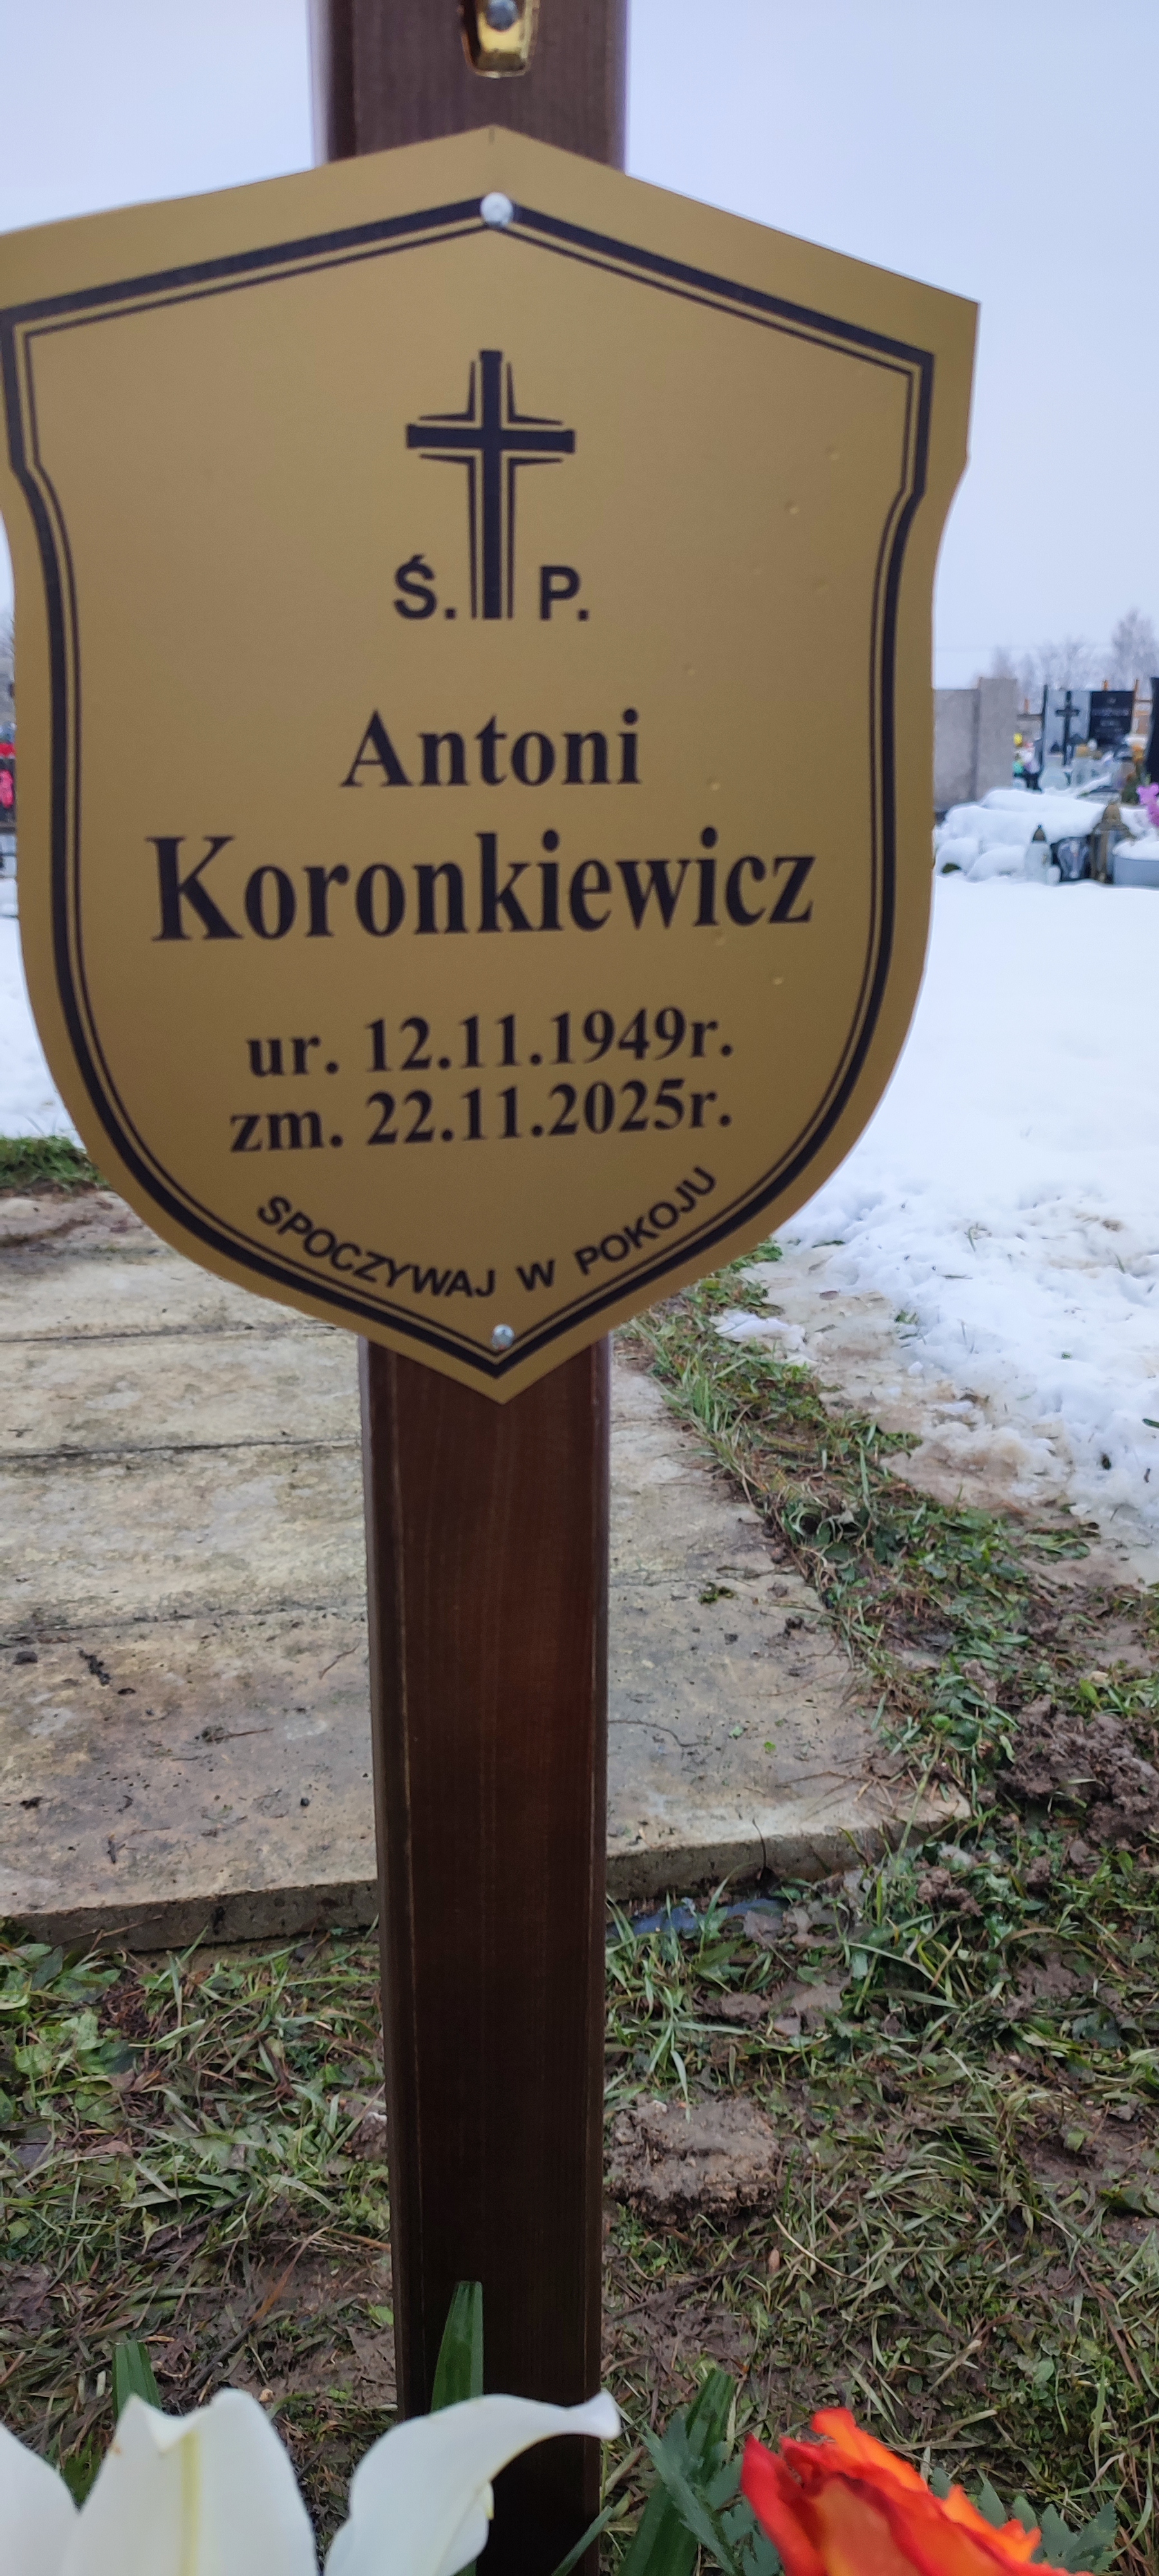 Ś. P.
Antoni
Koronkiewicz
ur. 12.11.1949r.
zm. 22.11.2025r.
SPOCZYWAJ W POKOJU